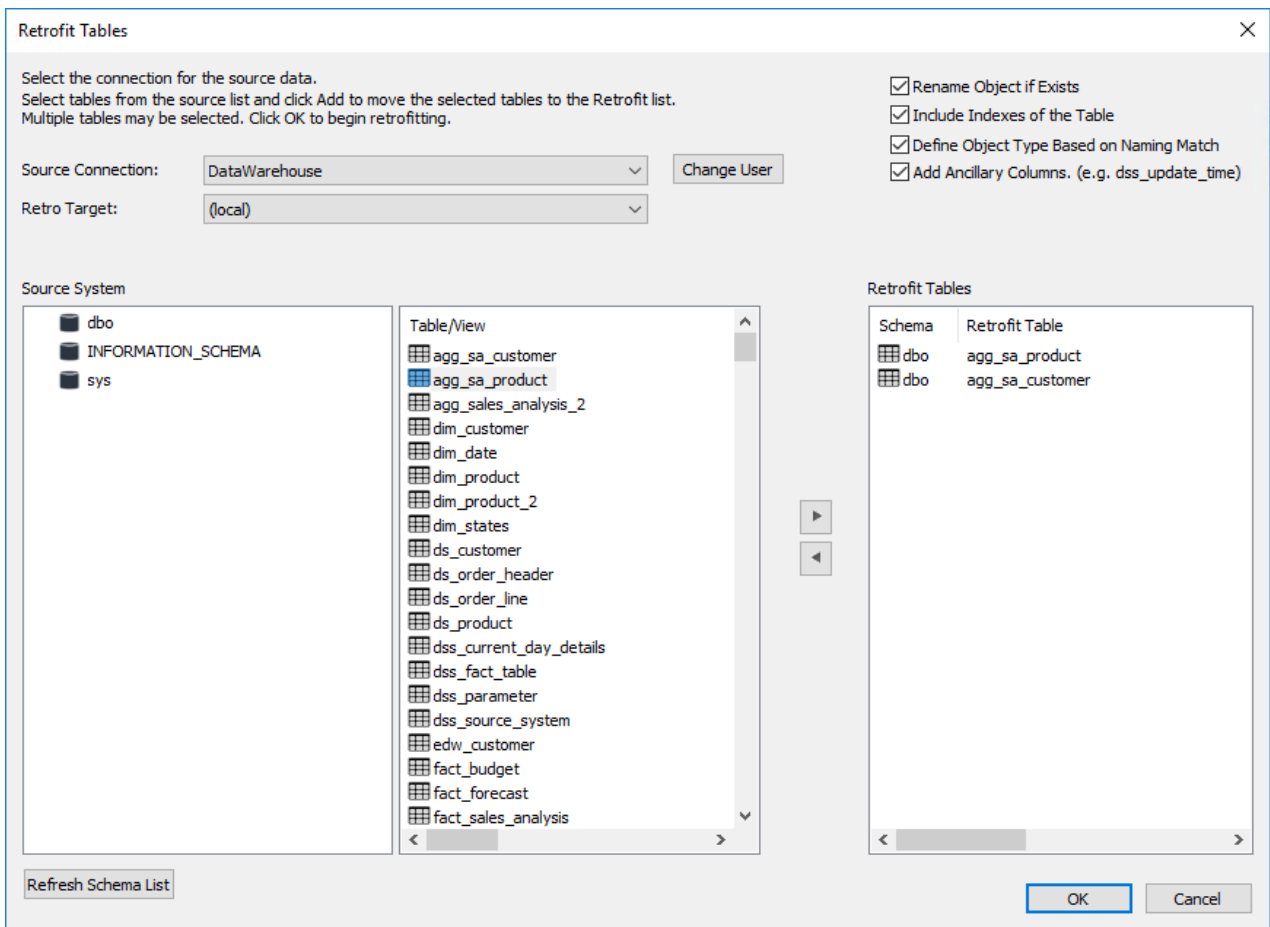 Retrofit Tables
Select the connection for the source data.
Select tables from the source list and click Add to move the selected tables to the Retrofit list.
Multiple tables may be selected. Click OK to begin retrofitting.
Rename Object if Exists
Include Indexes of the Table
Define Object Type Based on Naming Match
Add Ancillary Columns. (e.g. dss_update_time)
Source Connection:
DataWarehouse
Change User
Retro Target:
(local)
Source System
dbo
INFORMATION_SCHEMA
sys
Table/View
agg_sa_customer
agg_sa_product
agg_sales_analysis_2
dim_customer
dim_date
dim_product
dim_product_2
dim_states
ds_customer
ds_order_header
ds_order_line
ds_product
dss_current_day_details
dss_fact_table
dss_parameter
dss_source_system
edw_customer
fact_budget
fact_forecast
fact_sales_analysis
Retrofit Tables
Schema Retrofit Table
dbo agg_sa_product
dbo agg_sa_customer
Refresh Schema List
OK
Cancel